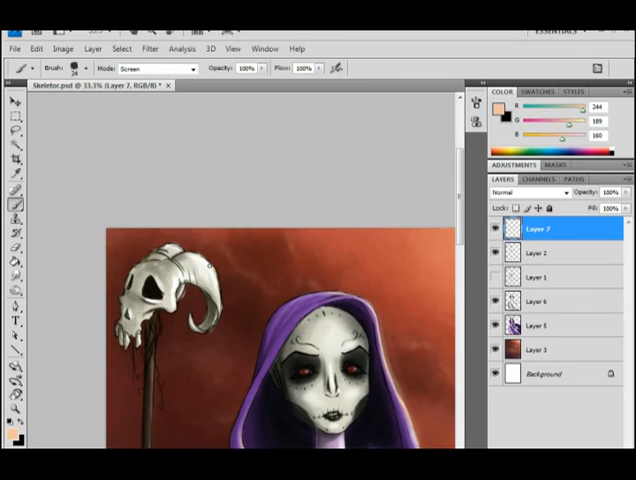 ESSENTIALS
File Edit Image Layer Select Filter Analysis 3D View Window Help
Brush: 24 Mode: Screen Opacity: 100% Flow: 100%
Skeletor.psd @ 33.3% (Layer 7, RGB/8) * ×
COLOR SWATCHES STYLES
R 244
G 189
B 160
ADJUSTMENTS MASKS
LAYERS CHANNELS PATHS
Normal Opacity: 100%
Lock: Fill: 100%
Layer 7
Layer 2
Layer 1
Layer 6
Layer 5
Layer 3
Background